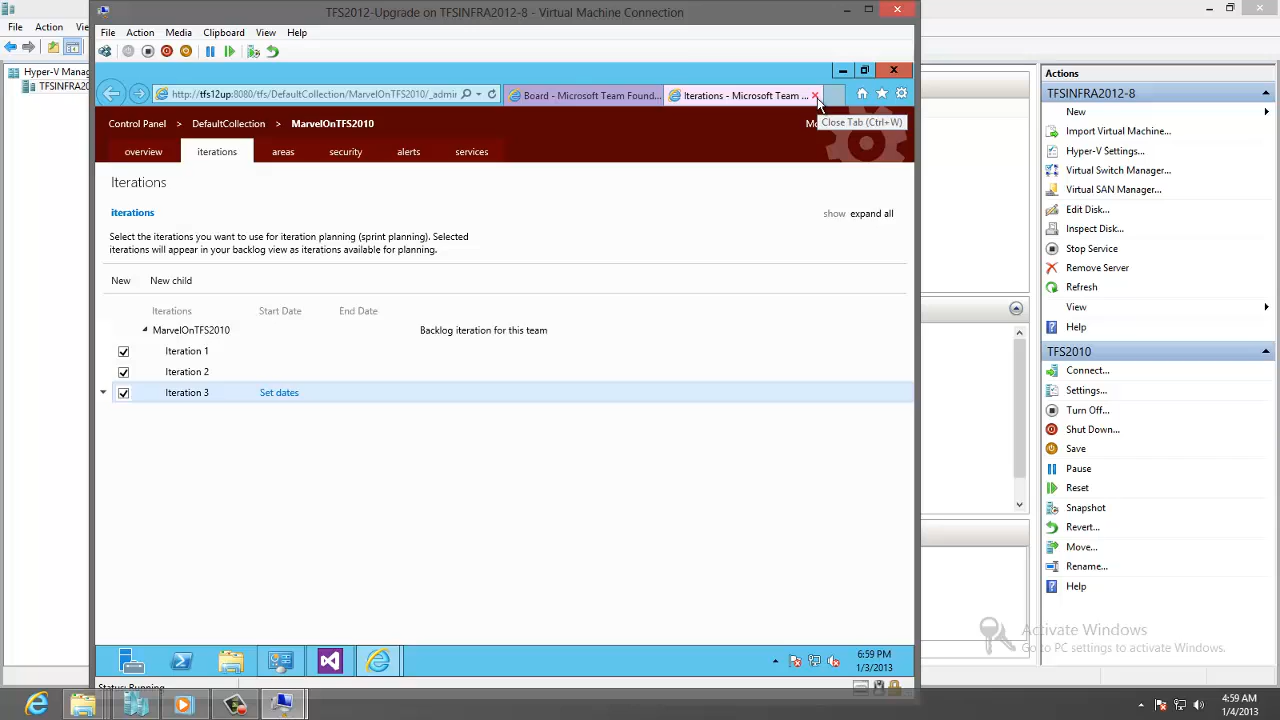 TFS2012-Upgrade on TFSINFRA2012-8 - Virtual Machine Connection
File Action
File Action Media Clipboard View Help
Hyper-V Mana
TFSINFRA20
http://tfs12up:8080/tfs/DefaultCollection/MarvelOnTFS2010/_admin
Board - Microsoft Team Found...
Iterations - Microsoft Team ...
Close Tab (Ctrl+W)
Control Panel > DefaultCollection > MarvelOnTFS2010
overview iterations areas security alerts services
Iterations
iterations
show expand all
Select the iterations you want to use for iteration planning (sprint planning). Selected
iterations will appear in your backlog view as iterations available for planning.
New New child
Iterations Start Date End Date
MarvelOnTFS2010 Backlog iteration for this team
Iteration 1
Iteration 2
Iteration 3 Set dates
6:59 PM
1/3/2013
Status: Running
Actions
TFSINFRA2012-8
New
Import Virtual Machine...
Hyper-V Settings...
Virtual Switch Manager...
Virtual SAN Manager...
Edit Disk...
Inspect Disk...
Stop Service
Remove Server
Refresh
View
Help
TFS2010
Connect...
Settings...
Turn Off...
Shut Down...
Save
Pause
Reset
Snapshot
Revert...
Move...
Rename...
Help
Activate Windows
Go to PC settings to activate Windows.
4:59 AM
1/4/2013